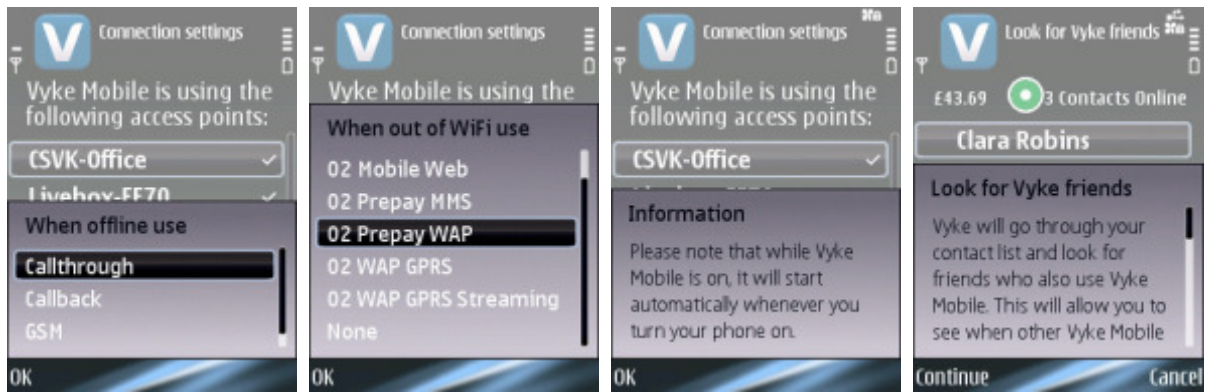 Connection settings
Vyke Mobile is using the
following access points:
CSVK-Office
Livebox-FF70
When offline use
Callthrough
Callback
GSM
OK
Connection settings
Vyke Mobile is using the
When out of WiFi use
02 Mobile Web
02 Prepay MMS
02 Prepay WAP
02 WAP GPRS
02 WAP GPRS Streaming
None
OK
Connection settings
Vyke Mobile is using the
following access points:
CSVK-Office
Information
Please note that while Vyke
Mobile is on, it will start
automatically whenever you
turn your phone on.
OK
Look for Vyke friends
£43.69 3 Contacts Online
Clara Robins
Look for Vyke friends
Vyke will go through your
contact list and look for
friends who also use Vyke
Mobile. This will allow you to
see when other Vyke Mobile
Continue Cancel